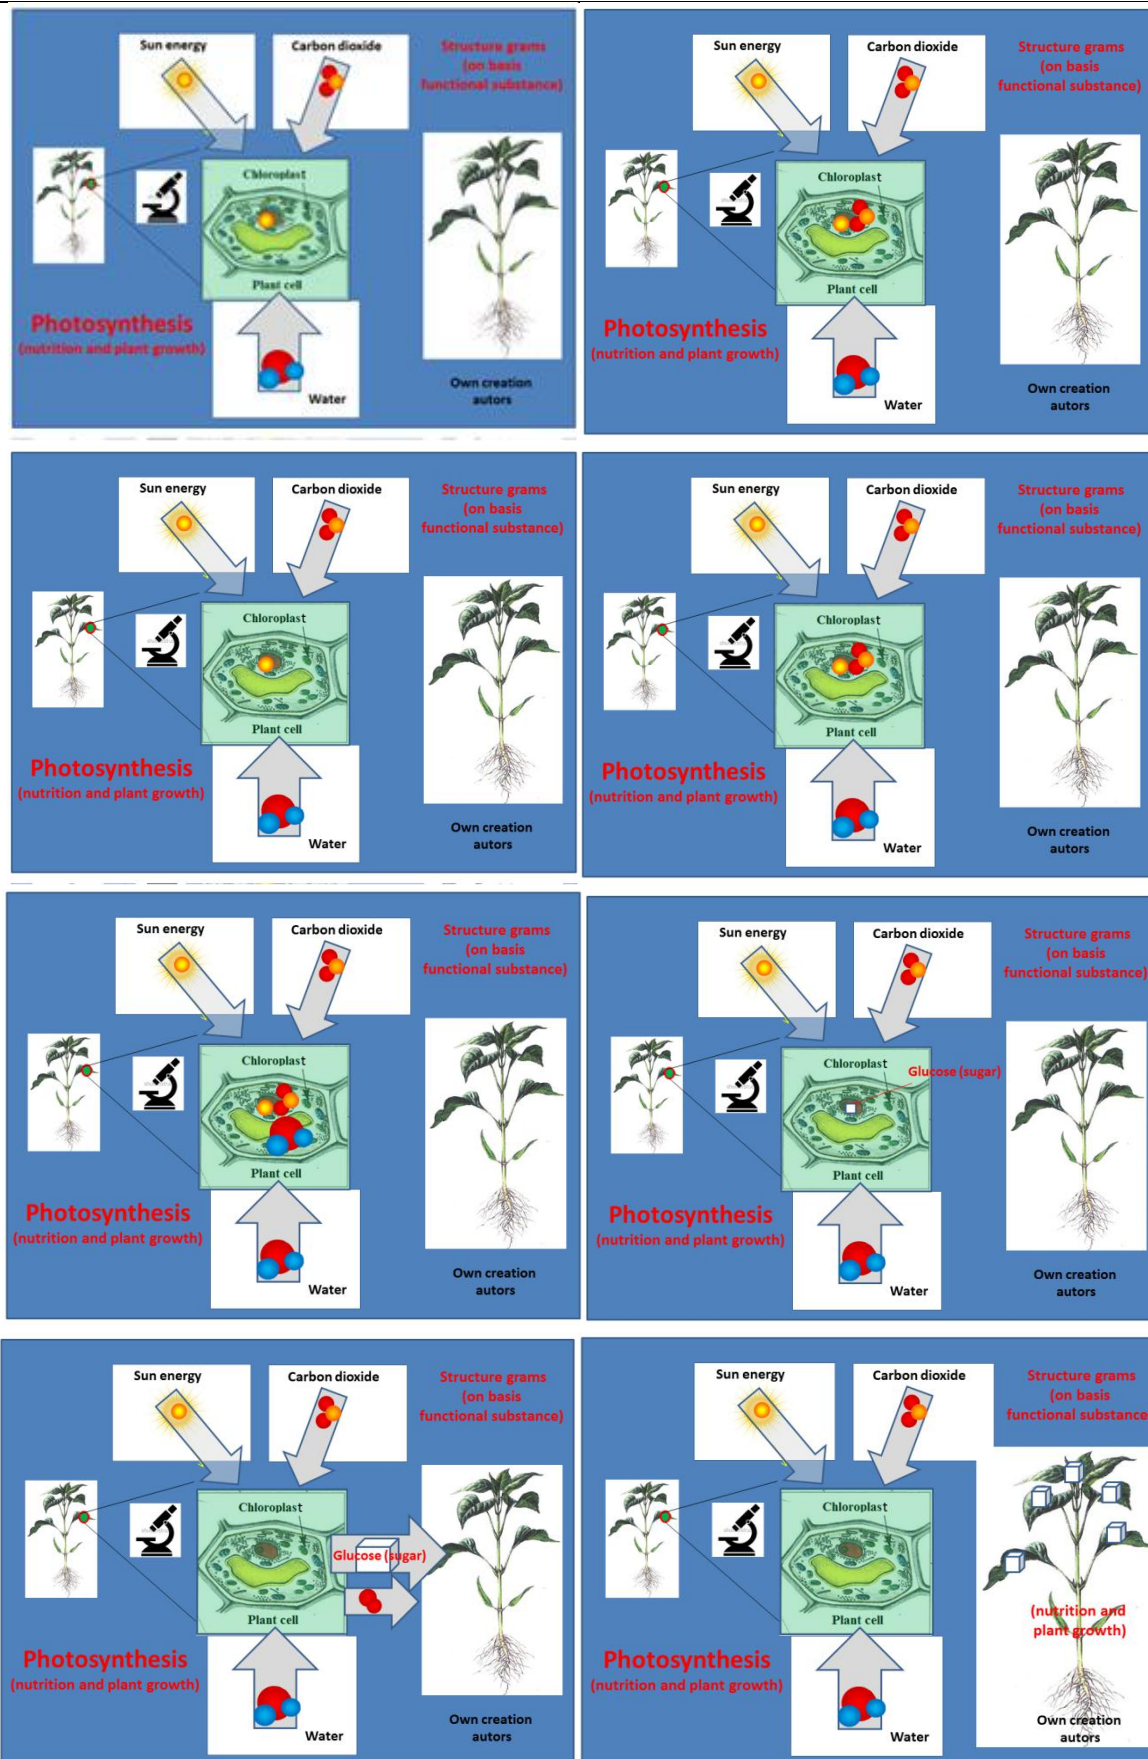 Sun energy
Carbon dioxide
Structure grams
(on basis
functional substance)
Chloroplast
Plant cell
Photosynthesis
(nutrition and plant growth)
Own creation
autors
Water
Sun energy
Carbon dioxide
Structure grams
(on basis
functional substance)
Chloroplast
Plant cell
Photosynthesis
(nutrition and plant growth)
Own creation
autors
Water
Sun energy
Carbon dioxide
Structure grams
(on basis
functional substance)
Chloroplast
Plant cell
Photosynthesis
(nutrition and plant growth)
Own creation
autors
Water
Sun energy
Carbon dioxide
Structure grams
(on basis
functional substance)
Chloroplast
Plant cell
Photosynthesis
(nutrition and plant growth)
Own creation
autors
Water
Sun energy
Carbon dioxide
Structure grams
(on basis
functional substance)
Chloroplast
Plant cell
Photosynthesis
(nutrition and plant growth)
Own creation
autors
Water
Sun energy
Carbon dioxide
Structure grams
(on basis
functional substance)
Chloroplast
Glucose (sugar)
Plant cell
Photosynthesis
(nutrition and plant growth)
Own creation
autors
Water
Sun energy
Carbon dioxide
Structure grams
(on basis
functional substance)
Chloroplast
Glucose (sugar)
Plant cell
Photosynthesis
(nutrition and plant growth)
Own creation
autors
Water
Sun energy
Carbon dioxide
Structure grams
(on basis
functional substance
Chloroplast
Plant cell
(nutrition and
plant growth)
Photosynthesis
(nutrition and plant growth)
Own creation
autors
Water